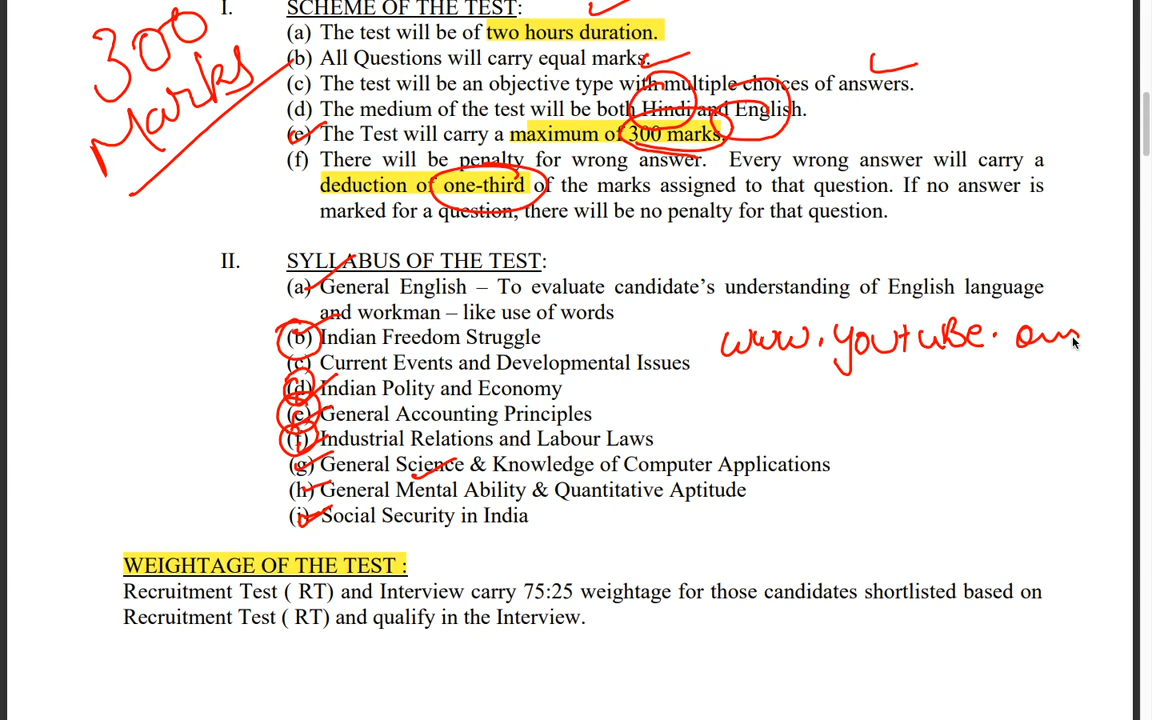 I. SCHEME OF THE TEST:
(a) The test will be of two hours duration.
300 Marks
(b) All Questions will carry equal marks.
(c) The test will be an objective type with multiple choices of answers.
(d) The medium of the test will be both Hindi and English.
(e) The Test will carry a maximum of 300 marks.
(f) There will be penalty for wrong answer. Every wrong answer will carry a
deduction of one-third of the marks assigned to that question. If no answer is
marked for a question, there will be no penalty for that question.
II. SYLLABUS OF THE TEST:
(a) General English – To evaluate candidate's understanding of English language
and workman – like use of words
(b) Indian Freedom Struggle
www.youtube.
(c) Current Events and Developmental Issues
(d) Indian Polity and Economy
(e) General Accounting Principles
(f) Industrial Relations and Labour Laws
(g) General Science & Knowledge of Computer Applications
(h) General Mental Ability & Quantitative Aptitude
(i) Social Security in India
WEIGHTAGE OF THE TEST :
Recruitment Test ( RT) and Interview carry 75:25 weightage for those candidates shortlisted based on
Recruitment Test ( RT) and qualify in the Interview.